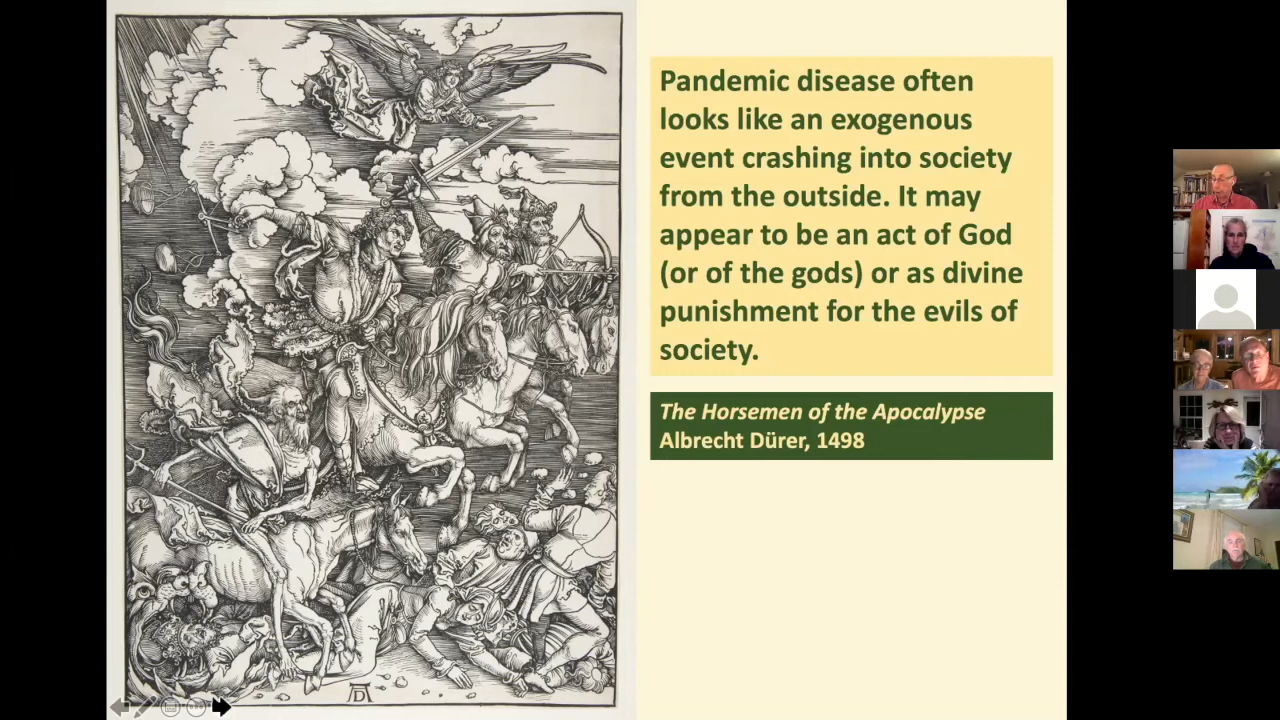 Pandemic disease often
looks like an exogenous
event crashing into society
from the outside. It may
appear to be an act of God
(or of the gods) or as divine
punishment for the evils of
society.
The Horsemen of the Apocalypse
Albrecht Dürer, 1498
AD